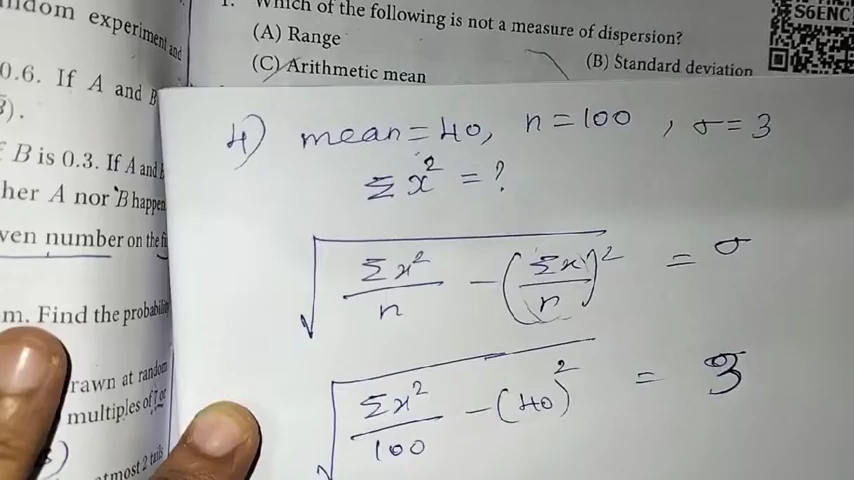 ndom experiment and
0.6. If A and B
B is 0.3. If A and
her A nor B happen
ven number on the
m. Find the probability
rawn at random
multiples of 7 or
atmost 2 tails
1. Which of the following is not a measure of dispersion?
(A) Range
(B) Standard deviation
(C) Arithmetic mean
S6ENC
4) mean=40, n=100, σ=3
Σx² = ?
√(Σx²/n − (Σx/n)²) = σ
√(Σx²/100 − (40)²) = 3